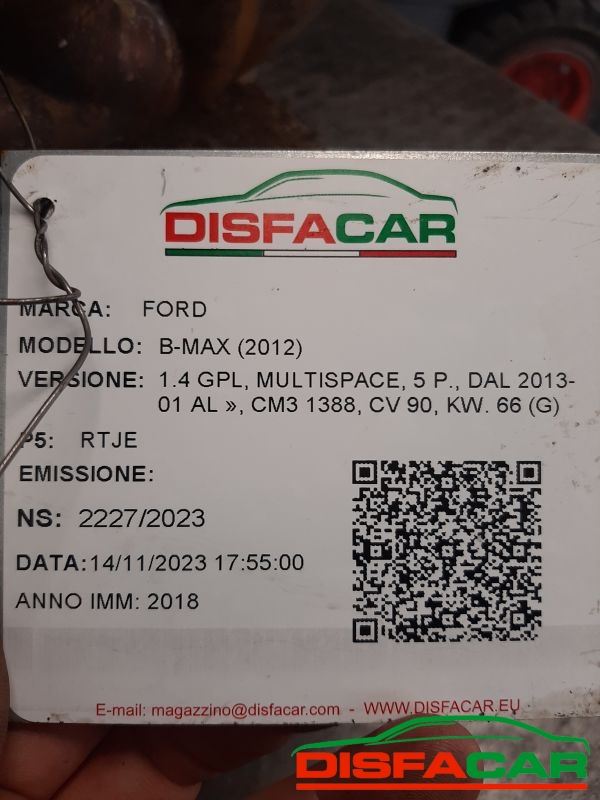 DISFACAR
MARCA: FORD
MODELLO: B-MAX (2012)
VERSIONE: 1.4 GPL, MULTISPACE, 5 P., DAL 2013-
01 AL », CM3 1388, CV 90, KW. 66 (G)
P5: RTJE
EMISSIONE:
NS: 2227/2023
DATA:14/11/2023 17:55:00
ANNO IMM: 2018
E-mail: magazzino@disfacar.com - WWW.DISFACAR.EU
DISFACAR